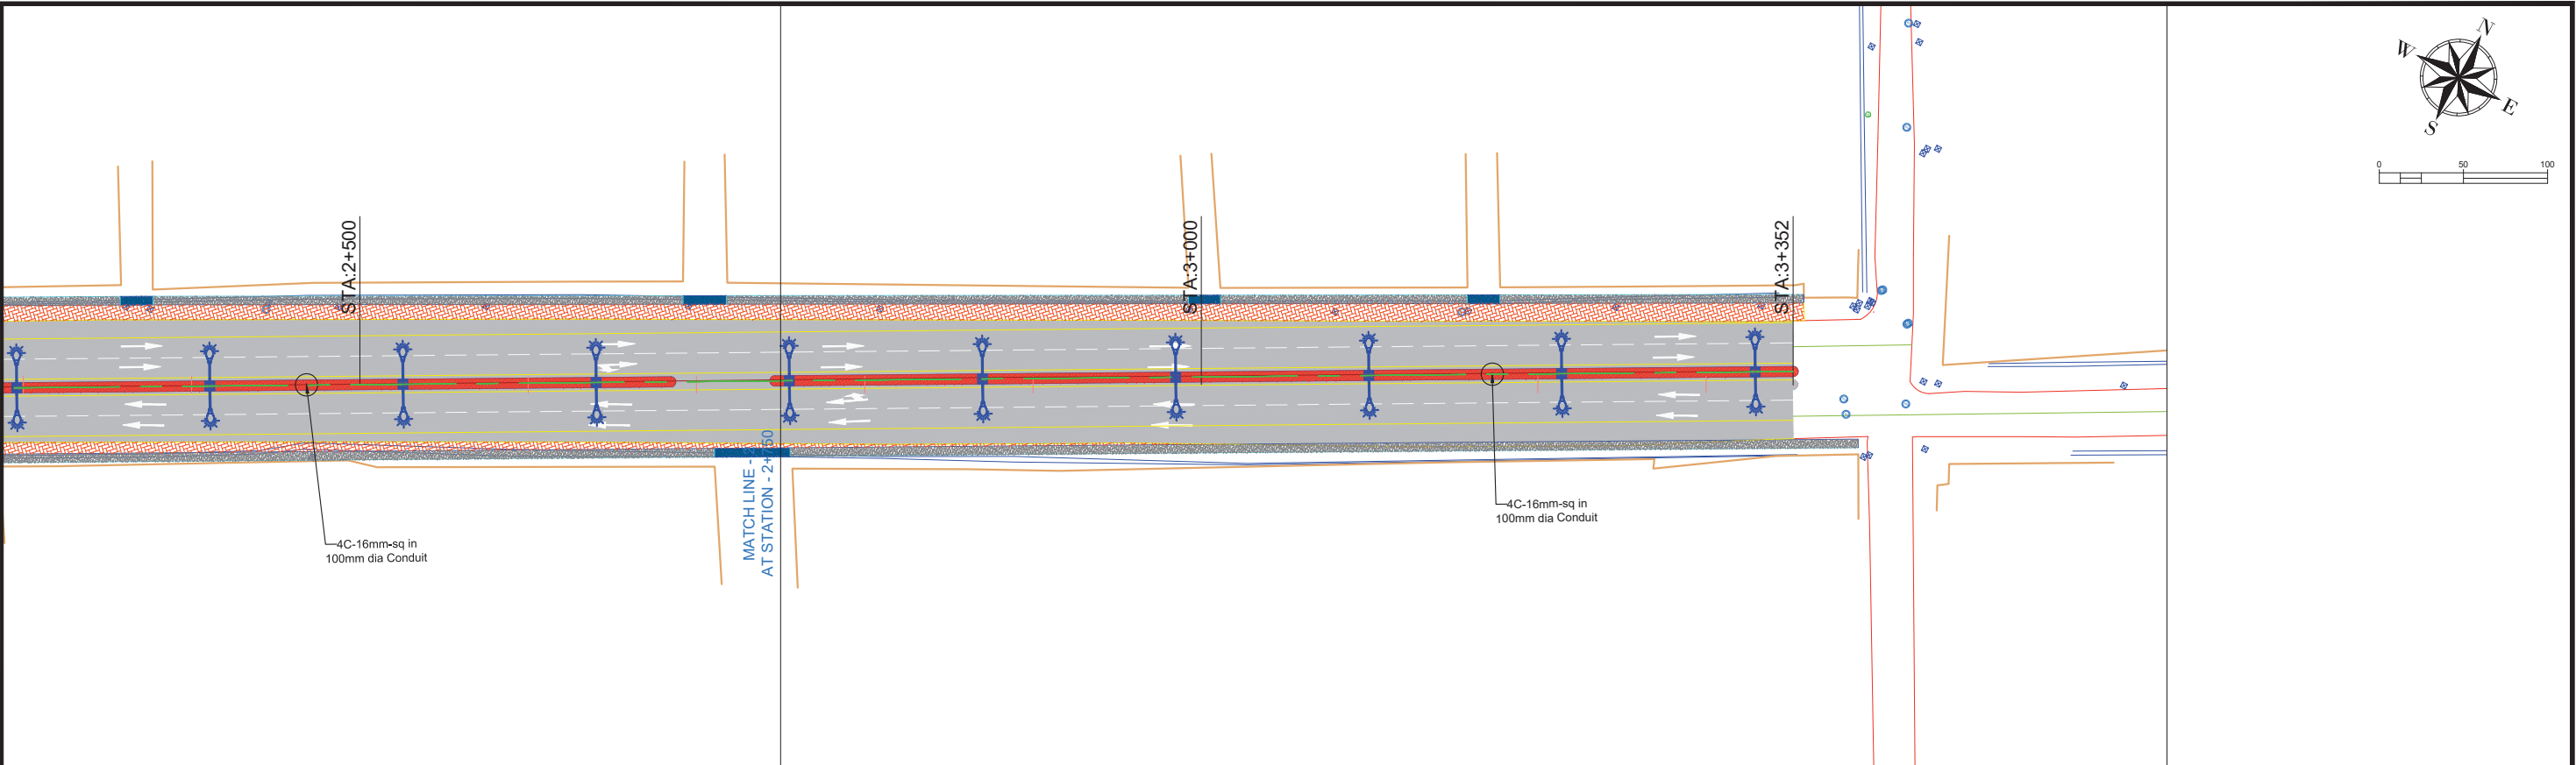 N
W
E
S
0 50 100
STA:2+500
STA:3+000
STA:3+352
MATCH LINE -
AT STATION - 2+750
4C-16mm-sq in
100mm dia Conduit
4C-16mm-sq in
100mm dia Conduit